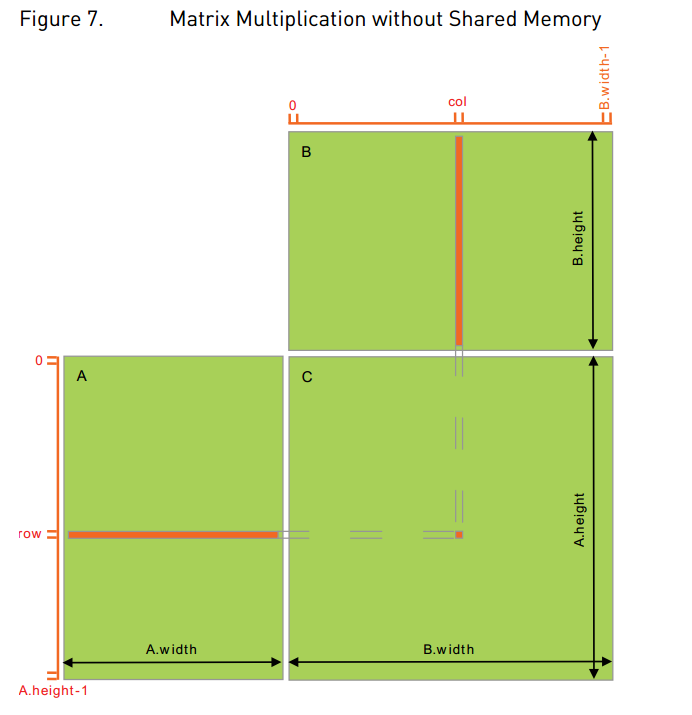 Figure 7. Matrix Multiplication without Shared Memory
B.width-1
0
col
B
B.height
0
A
C
row
A.height
A.width
B.width
A.height-1